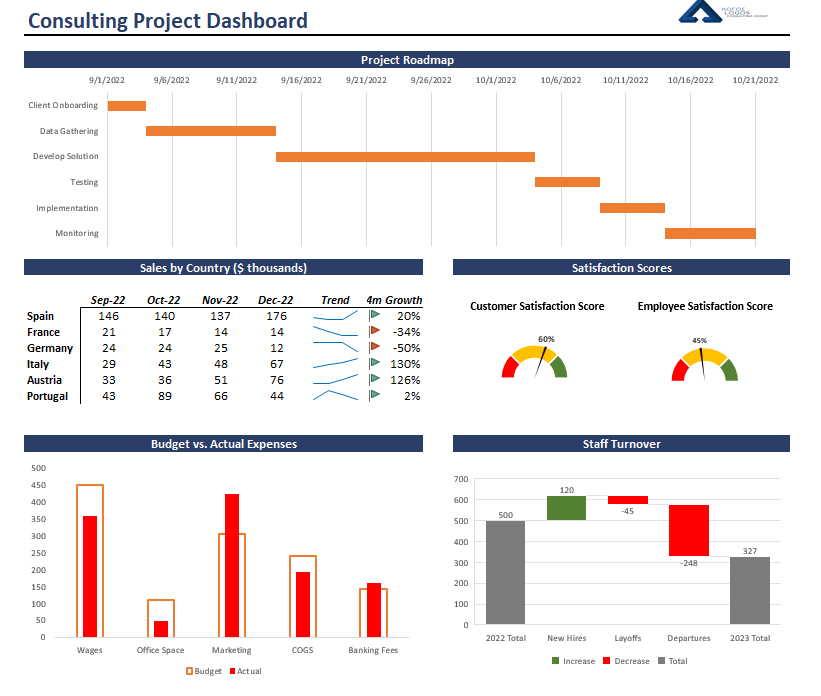 Consulting Project Dashboard
Project Roadmap
9/1/2022 9/6/2022 9/11/2022 9/16/2022 9/21/2022 9/26/2022 10/1/2022 10/6/2022 10/11/2022 10/16/2022 10/21/2022
Client Onboarding
Data Gathering
Develop Solution
Testing
Implementation
Monitoring
Sales by Country ($ thousands)
Sep-22 Oct-22 Nov-22 Dec-22 Trend 4m Growth
Spain 146 140 137 176 20%
France 21 17 14 14 -34%
Germany 24 24 25 12 -50%
Italy 29 43 48 67 130%
Austria 33 36 51 76 126%
Portugal 43 89 66 44 2%
Satisfaction Scores
Customer Satisfaction Score Employee Satisfaction Score
60% 45%
Budget vs. Actual Expenses
500
450
400
350
300
250
200
150
100
50
0
Wages Office Space Marketing COGS Banking Fees
Budget Actual
Staff Turnover
700
600
500
400
300
200
100
0
500 120 -45 -248 327
2022 Total New Hires Layoffs Departures 2023 Total
Increase Decrease Total